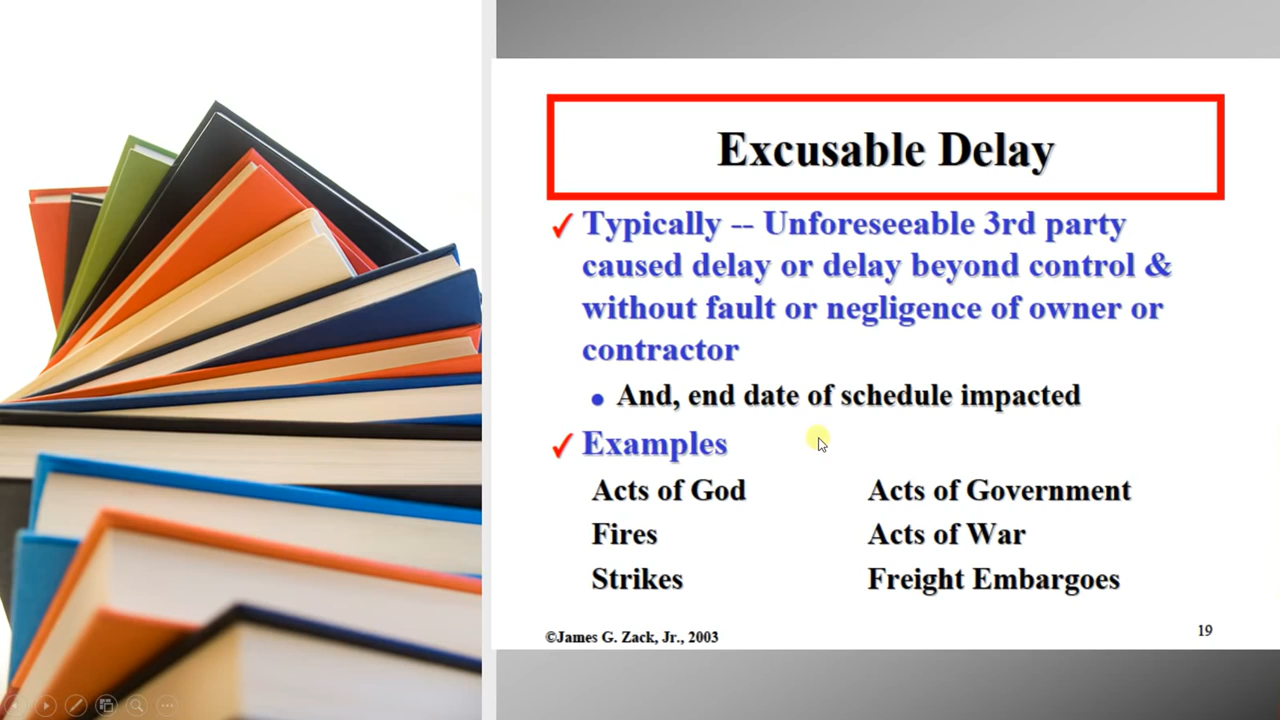 Excusable Delay
✓ Typically -- Unforeseeable 3rd party
caused delay or delay beyond control &
without fault or negligence of owner or
contractor
• And, end date of schedule impacted
✓ Examples
Acts of God Acts of Government
Fires Acts of War
Strikes Freight Embargoes
©James G. Zack, Jr., 2003 19